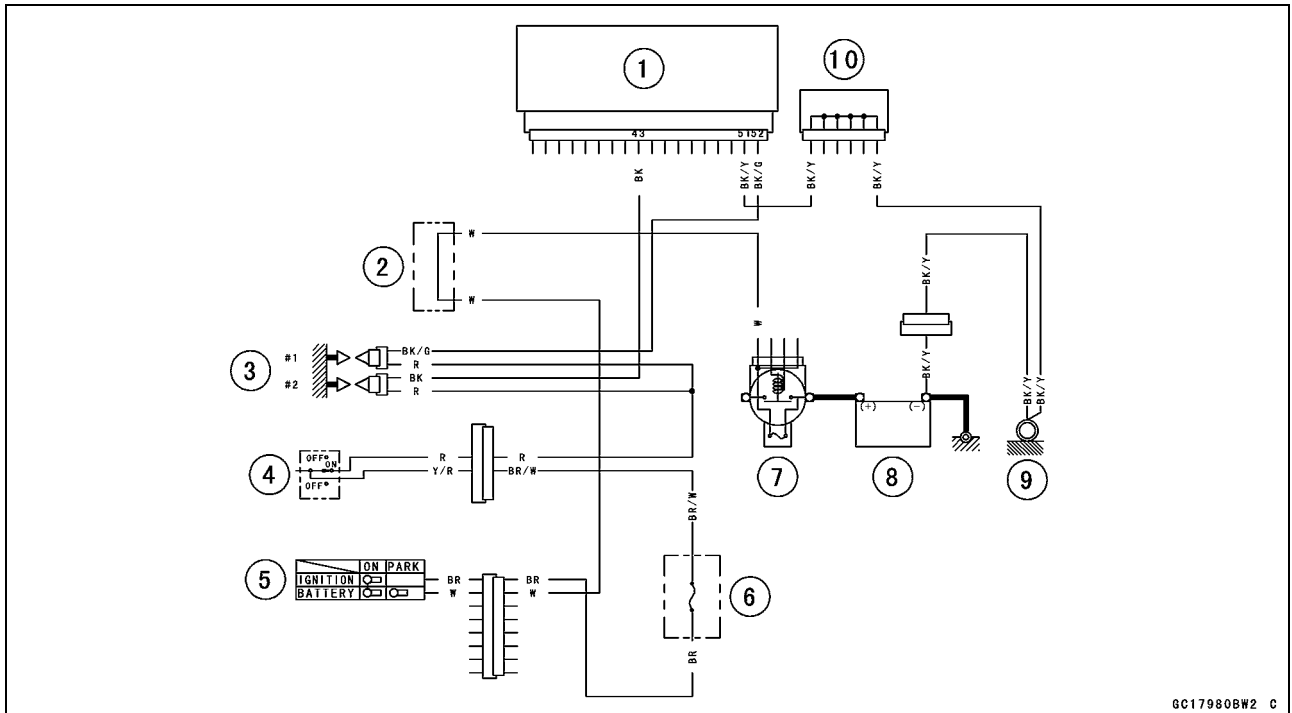 1
10
43
5152
BK
BK/Y
BK/G
BK/Y
BK/Y
2
W
W
W
BK/Y
BK/Y
BK/Y
BK/Y
3
#1
#2
BK/G
R
BK
R
4
OFF
ON
OFF
R
Y/R
R
BR/W
BR/W
7
(+)
(-)
8
9
5
ON PARK
IGNITION
BATTERY
BR
W
BR
W
6
BR
GC17980BW2 C